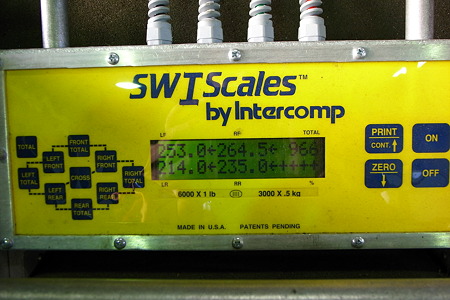 SWIScales™
by Intercomp
LF RF TOTAL
253.0←264.5← 966
214.0←235.0←++++
LR RR %
6000 X 1 lb 3000 X .5 kg
MADE IN U.S.A. PATENTS PENDING
TOTAL
FRONT TOTAL
LEFT FRONT
RIGHT FRONT
LEFT TOTAL
CROSS
RIGHT TOTAL
LEFT REAR
RIGHT REAR
REAR TOTAL
PRINT
CONT. ↑
ON
ZERO
↓
OFF